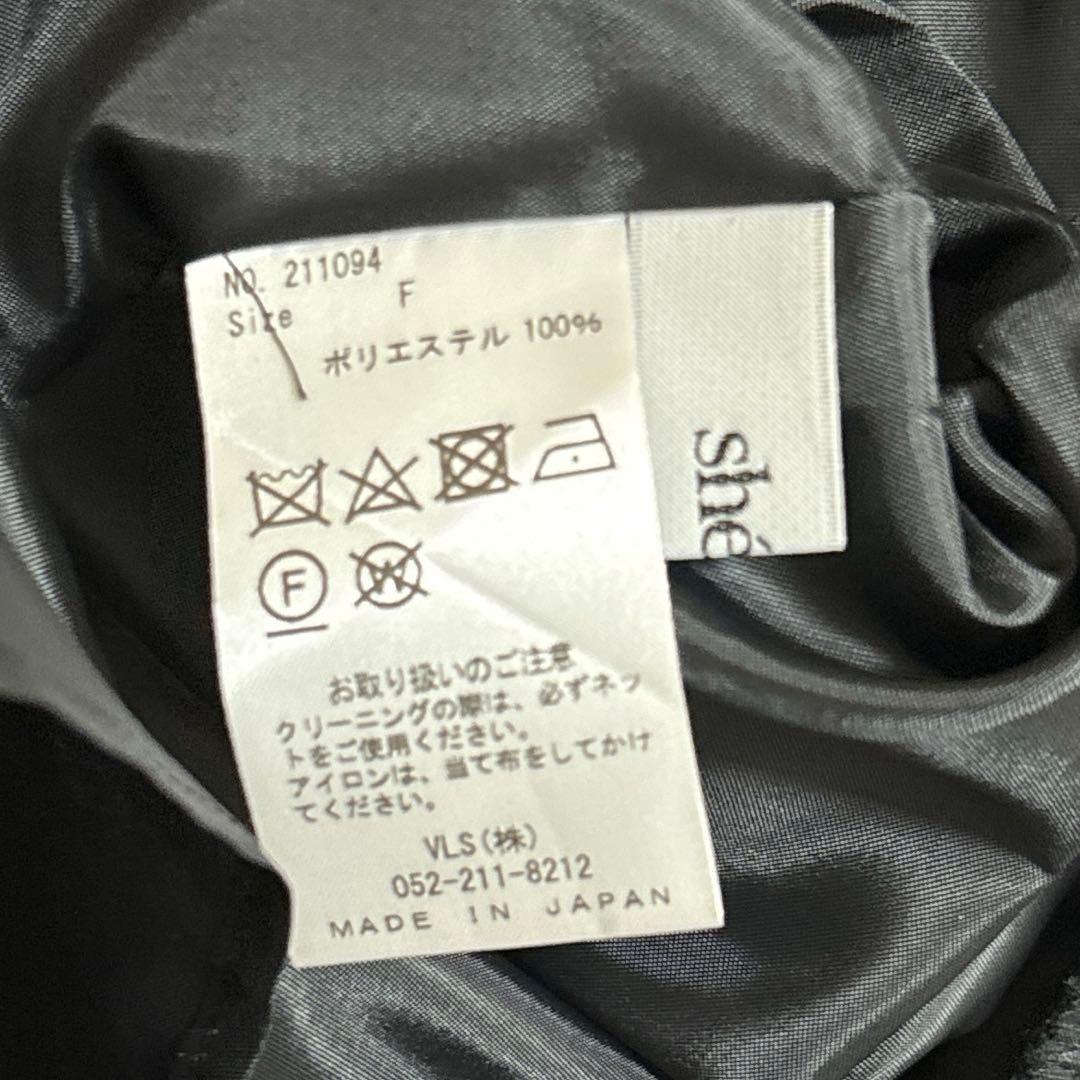 NO. 211094
Size F
ポリエステル 100%
F
W
お取り扱いのご注意
クリーニングの際は、必ずネッ
トをご使用ください。
アイロンは、当て布をしてかけ
てください。
VLS(株)
052-211-8212
MADE IN JAPAN
shé